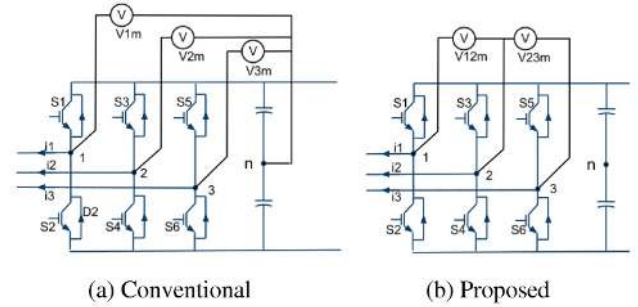 V
V1m
V
V2m
V
V3m
S1
S3
S5
i1
1
i2
2
n
i3
3
D2
S2
S4
S6
V
V
V12m
V23m
S1
S3
S5
i1
1
i2
2
n
i3
3
S2
S4
S6
(a) Conventional
(b) Proposed